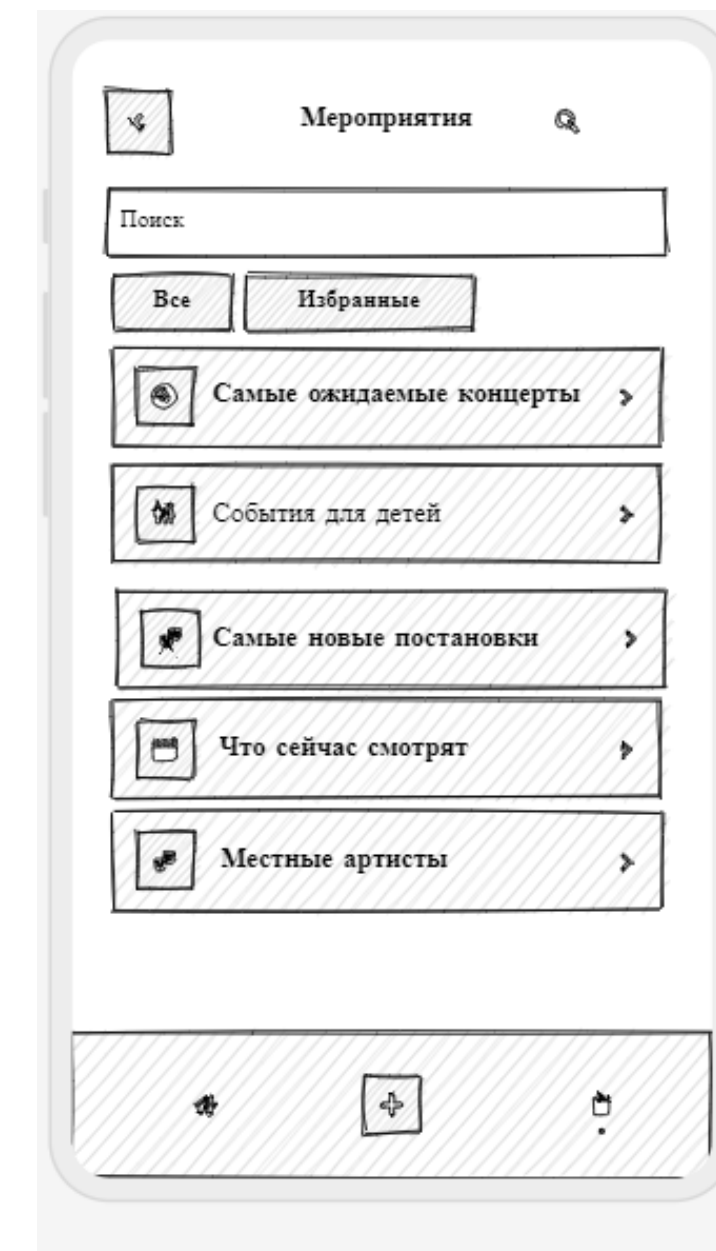 Мероприятия
Поиск
Все Избранные
Самые ожидаемые концерты
События для детей
Самые новые постановки
Что сейчас смотрят
Местные артисты